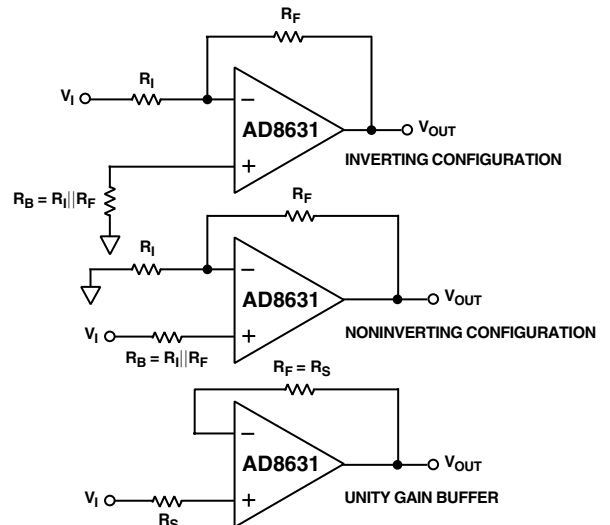 RF
RI
VI
−
AD8631
+
VOUT
INVERTING CONFIGURATION
RB = RI||RF
RF
RI
−
AD8631
+
VOUT
VI
RB = RI||RF
NONINVERTING CONFIGURATION
RF = RS
−
AD8631
+
VOUT
VI
RS
UNITY GAIN BUFFER